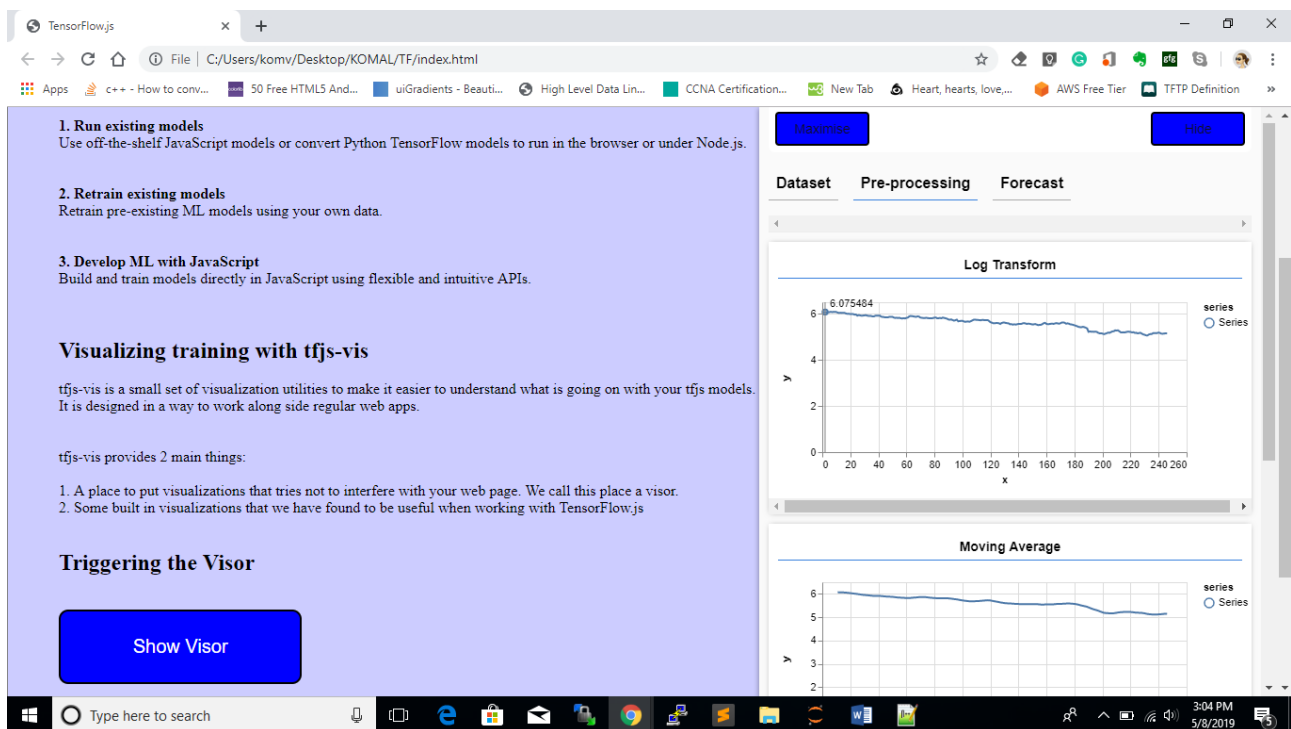 TensorFlow.js
File | C:/Users/komv/Desktop/KOMAL/TF/index.html
Apps c++ - How to conv... 50 Free HTML5 And... uiGradients - Beauti... High Level Data Lin... CCNA Certification... New Tab Heart, hearts, love,... AWS Free Tier TFTP Definition »
1. Run existing models
Use off-the-shelf JavaScript models or convert Python TensorFlow models to run in the browser or under Node.js.
2. Retrain existing models
Retrain pre-existing ML models using your own data.
3. Develop ML with JavaScript
Build and train models directly in JavaScript using flexible and intuitive APIs.
Visualizing training with tfjs-vis
tfjs-vis is a small set of visualization utilities to make it easier to understand what is going on with your tfjs models.
It is designed in a way to work along side regular web apps.
tfjs-vis provides 2 main things:
1. A place to put visualizations that tries not to interfere with your web page. We call this place a visor.
2. Some built in visualizations that we have found to be useful when working with TensorFlow.js
Triggering the Visor
Show Visor
Maximise Hide
Dataset Pre-processing Forecast
Log Transform
6.075484
6
4
2
0
y
0 20 40 60 80 100 120 140 160 180 200 220 240 260
x
series
Series
Moving Average
6
5
4
3
2
y
series
Series
Type here to search
3:04 PM
5/8/2019
5